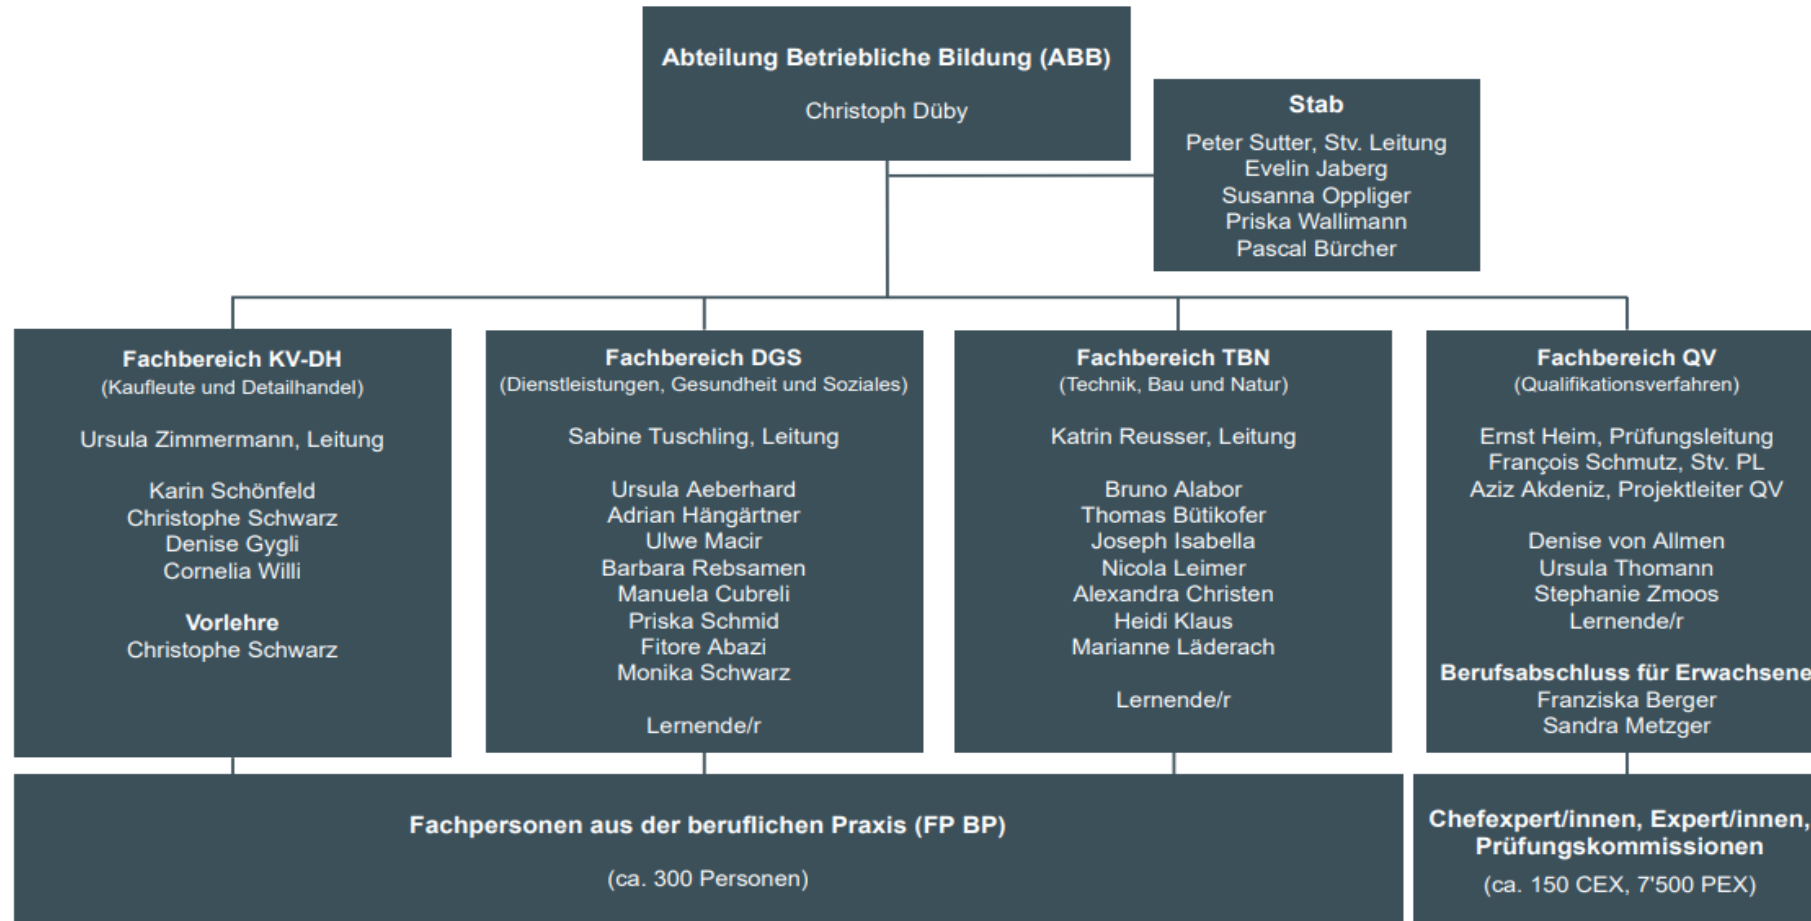 Abteilung Betriebliche Bildung (ABB)
Christoph Düby
Stab
Peter Sutter, Stv. Leitung
Evelin Jaberg
Susanna Oppliger
Priska Wallimann
Pascal Bürcher
Fachbereich KV-DH
(Kaufleute und Detailhandel)
Ursula Zimmermann, Leitung
Karin Schönfeld
Christophe Schwarz
Denise Gygli
Cornelia Willi
Vorlehre
Christophe Schwarz
Fachbereich DGS
(Dienstleistungen, Gesundheit und Soziales)
Sabine Tuschling, Leitung
Ursula Aeberhard
Adrian Hängärtner
Ulwe Macir
Barbara Rebsamen
Manuela Cubreli
Priska Schmid
Fitore Abazi
Monika Schwarz
Lernende/r
Fachbereich TBN
(Technik, Bau und Natur)
Katrin Reusser, Leitung
Bruno Alabor
Thomas Bütikofer
Joseph Isabella
Nicola Leimer
Alexandra Christen
Heidi Klaus
Marianne Läderach
Lernende/r
Fachbereich QV
(Qualifikationsverfahren)
Ernst Heim, Prüfungsleitung
François Schmutz, Stv. PL
Aziz Akdeniz, Projektleiter QV
Denise von Allmen
Ursula Thomann
Stephanie Zmoos
Lernende/r
Berufsabschluss für Erwachsene
Franziska Berger
Sandra Metzger
Fachpersonen aus der beruflichen Praxis (FP BP)
(ca. 300 Personen)
Chefexpert/innen, Expert/innen,
Prüfungskommissionen
(ca. 150 CEX, 7'500 PEX)